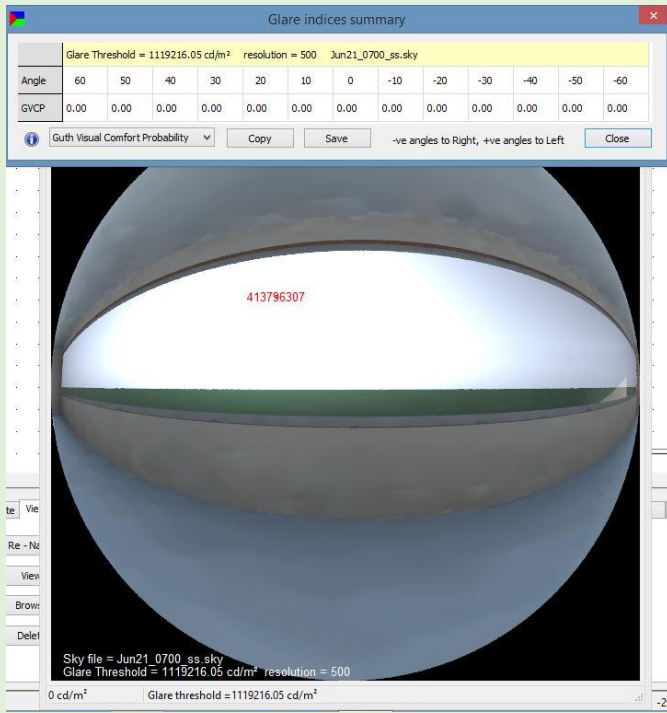 Glare indices summary
Glare Threshold = 1119216.05 cd/m² resolution = 500 Jun21_0700_ss.sky
Angle 60 50 40 30 20 10 0 -10 -20 -30 -40 -50 -60
GVCP 0.00 0.00 0.00 0.00 0.00 0.00 0.00 0.00 0.00 0.00 0.00 0.00 0.00
Guth Visual Comfort Probability Copy Save -ve angles to Right, +ve angles to Left Close
413796307
te Vie
Re - Na
View
Brows
Delet
Sky file = Jun21_0700_ss.sky
Glare Threshold = 1119216.05 cd/m² resolution = 500
0 cd/m² Glare threshold =1119216.05 cd/m²
-2